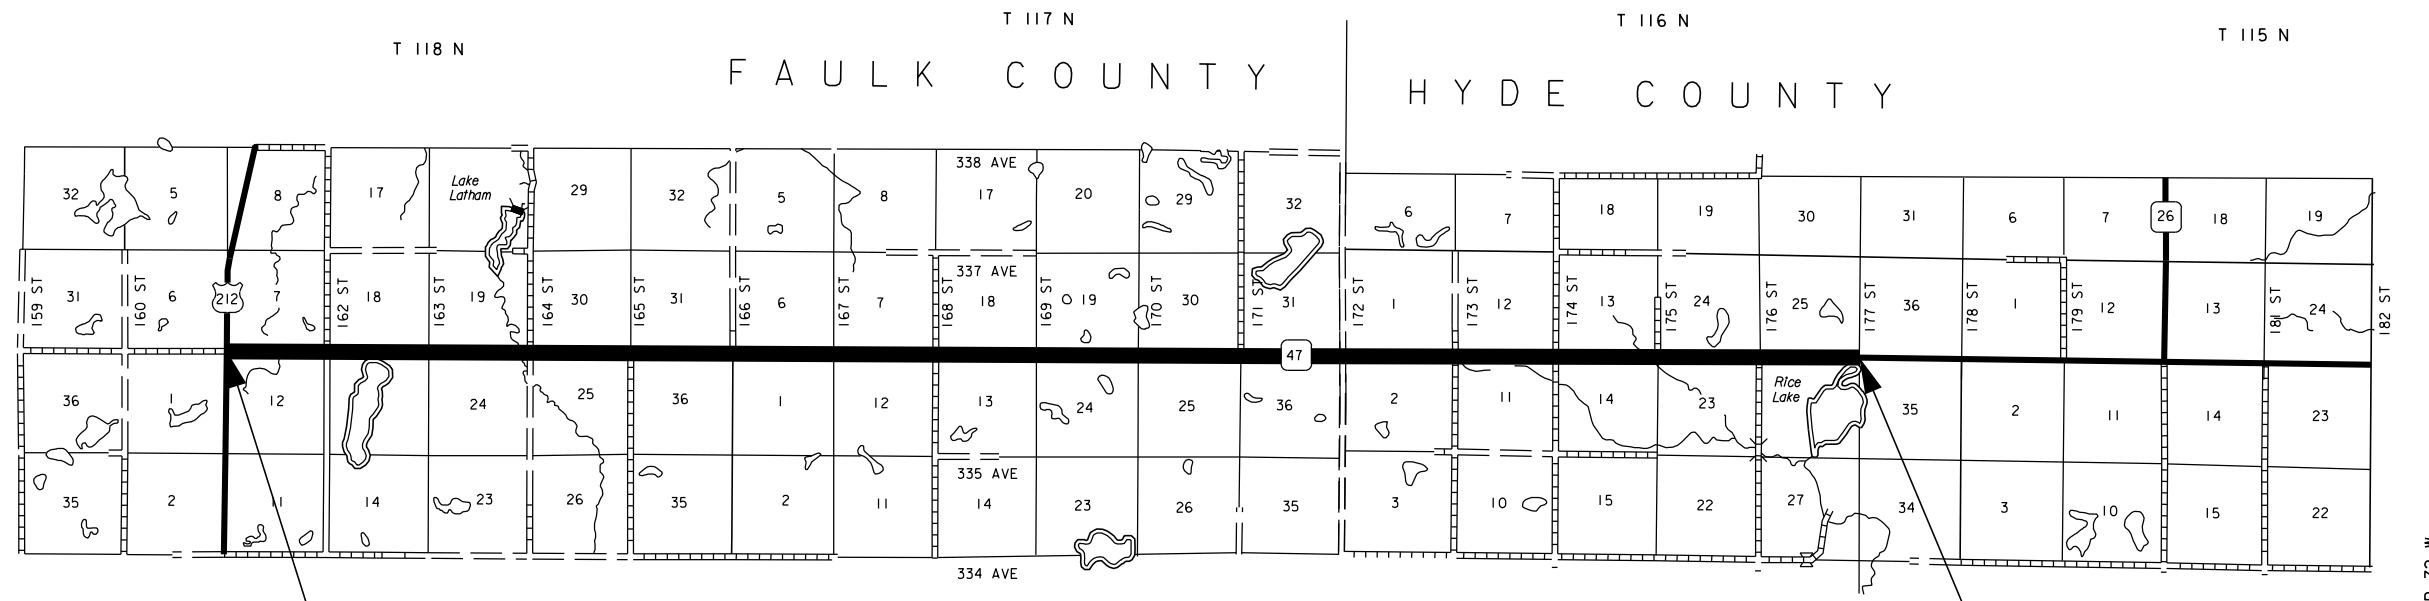 T 118 N
T 117 N
T 116 N
T 115 N
FAULK COUNTY
HYDE COUNTY
338 AVE
32 5 8 17 Lake Latham 29 32 5 8 17 20 29 32 6 7 18 19 30 31 6 7 26 18 19
337 AVE
159 ST 31 160 ST 6 212 7 162 ST 18 163 ST 19 164 ST 30 165 ST 31 166 ST 6 167 ST 7 168 ST 18 169 ST 19 170 ST 30 171 ST 31 172 ST 1 173 ST 12 174 ST 13 175 ST 24 176 ST 25 177 ST 36 178 ST 1 179 ST 12 13 181 ST 24 182 ST
47
36 1 12 24 25 36 1 12 13 24 25 36 2 11 14 23 Rice Lake 35 2 11 14 23
335 AVE
35 2 11 14 23 26 35 2 11 14 23 26 35 3 10 15 22 27 34 3 10 15 22
334 AVE